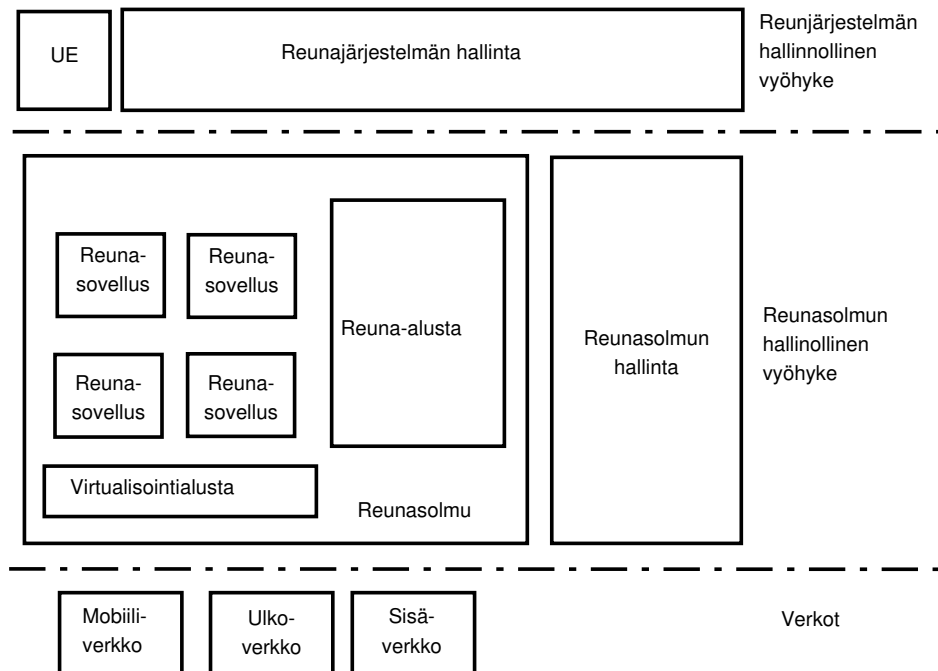 UE
Reunajärjestelmän hallinta
Reunjärjestelmän
hallinnollinen
vyöhyke
Reuna-
sovellus
Reuna-
sovellus
Reuna-
sovellus
Reuna-
sovellus
Reuna-alusta
Virtualisointialusta
Reunasolmu
Reunasolmun
hallinta
Reunasolmun
hallinollinen
vyöhyke
Mobiili-
verkko
Ulko-
verkko
Sisä-
verkko
Verkot